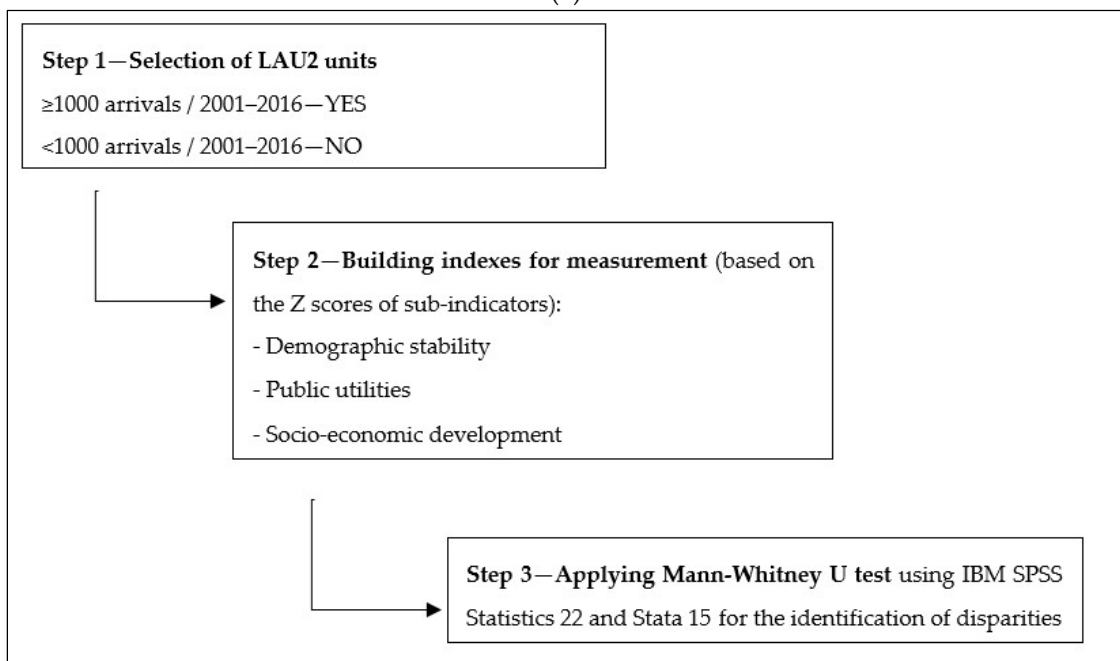 Step 1—Selection of LAU2 units
≥1000 arrivals / 2001–2016—YES
<1000 arrivals / 2001–2016—NO
Step 2—Building indexes for measurement (based on
the Z scores of sub-indicators):
- Demographic stability
- Public utilities
- Socio-economic development
Step 3—Applying Mann-Whitney U test using IBM SPSS
Statistics 22 and Stata 15 for the identification of disparities